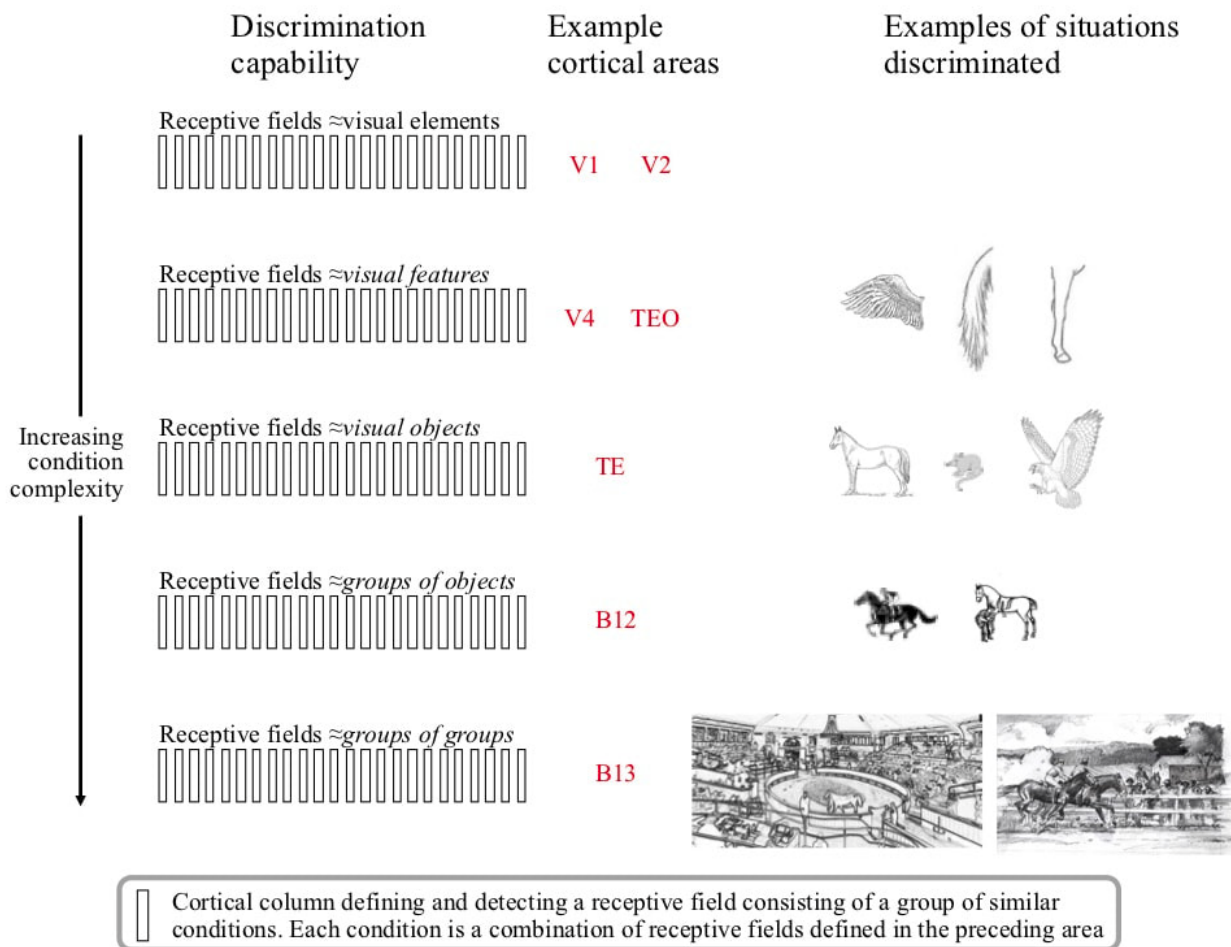 Discrimination
capability
Example
cortical areas
Examples of situations
discriminated
Receptive fields ≈visual elements
V1 V2
Receptive fields ≈visual features
V4 TEO
Increasing
condition
complexity
Receptive fields ≈visual objects
TE
Receptive fields ≈groups of objects
B12
Receptive fields ≈groups of groups
B13
Cortical column defining and detecting a receptive field consisting of a group of similar
conditions. Each condition is a combination of receptive fields defined in the preceding area